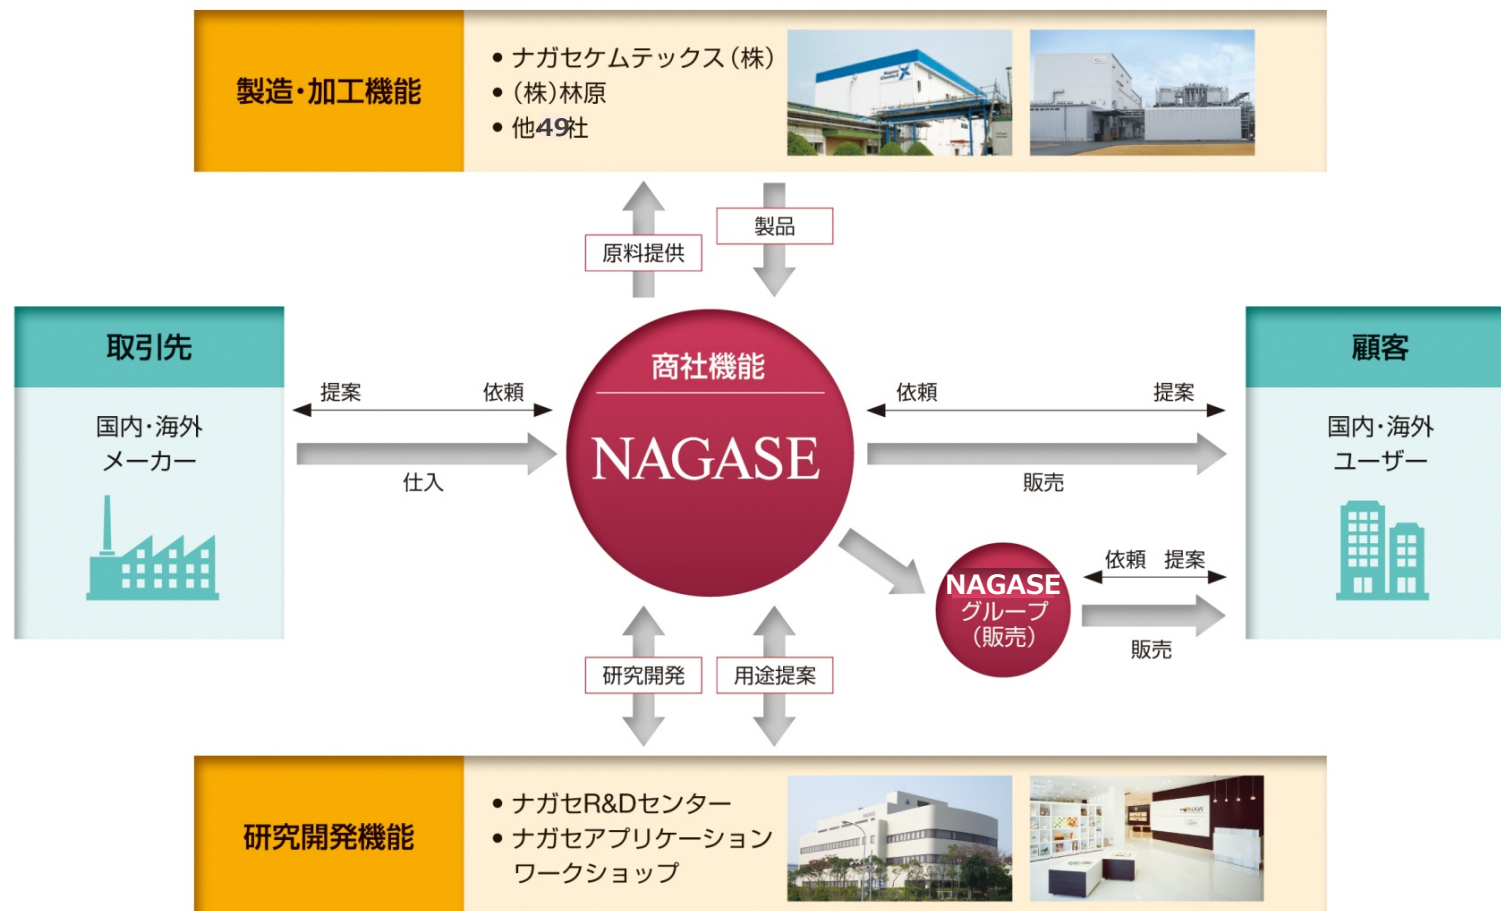 製造・加工機能
• ナガセケムテックス(株)
• (株)林原
• 他49社
原料提供
製品
取引先
国内・海外
メーカー
提案
依頼
仕入
商社機能
NAGASE
依頼
提案
販売
顧客
国内・海外
ユーザー
NAGASE
グループ
(販売)
依頼
提案
販売
研究開発
用途提案
研究開発機能
• ナガセR&Dセンター
• ナガセアプリケーション
ワークショップ